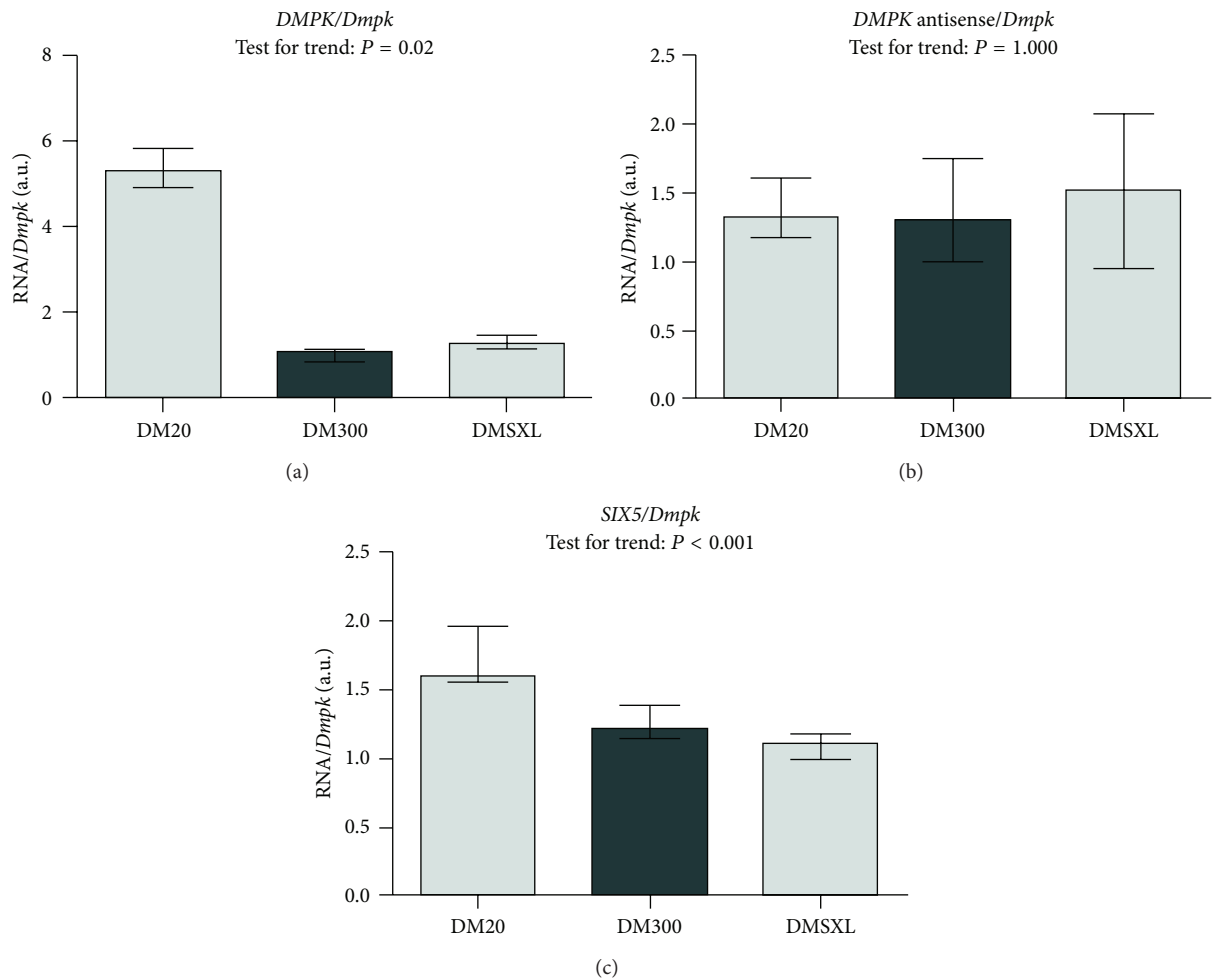 DMPK/Dmpk
Test for trend: P = 0.02
8
6
4
2
0
RNA/Dmpk (a.u.)
DM20 DM300 DMSXL
(a)
DMPK antisense/Dmpk
Test for trend: P = 1.000
2.5
2.0
1.5
1.0
0.5
0.0
RNA/Dmpk (a.u.)
DM20 DM300 DMSXL
(b)
SIX5/Dmpk
Test for trend: P < 0.001
2.5
2.0
1.5
1.0
0.5
0.0
RNA/Dmpk (a.u.)
DM20 DM300 DMSXL
(c)